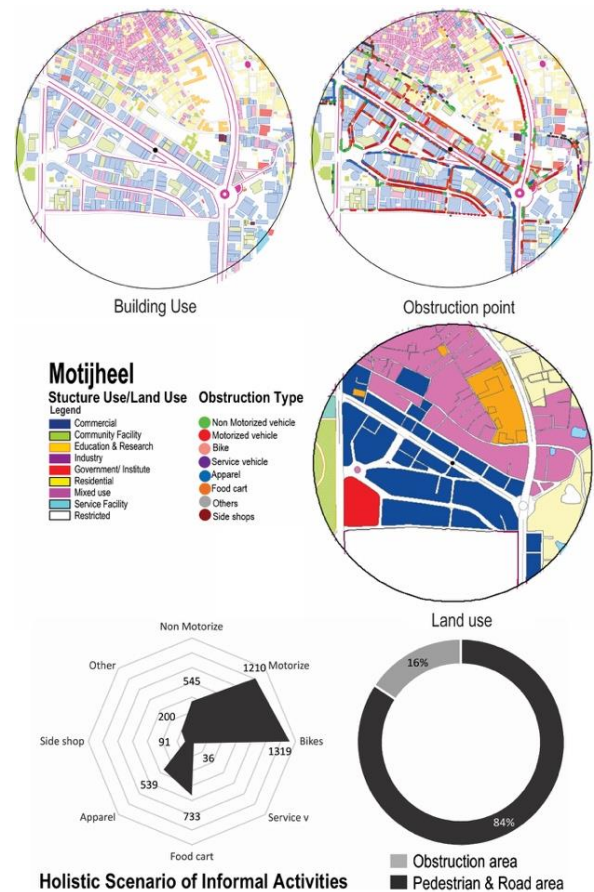 Building Use
Obstruction point
Motijheel
Stucture Use/Land Use
Legend
Commercial
Community Facility
Education & Research
Industry
Government/ Institute
Residential
Mixed use
Service Facility
Restricted
Obstruction Type
Non Motorized vehicle
Motorized vehicle
Bike
Service vehicle
Apparel
Food cart
Others
Side shops
Land use
Non Motorize
Other
1210
Motorize
545
200
Side shop
91
Bikes
1319
36
539
Apparel
733
Service v
Food cart
Holistic Scenario of Informal Activities
16%
84%
Obstruction area
Pedestrian & Road area